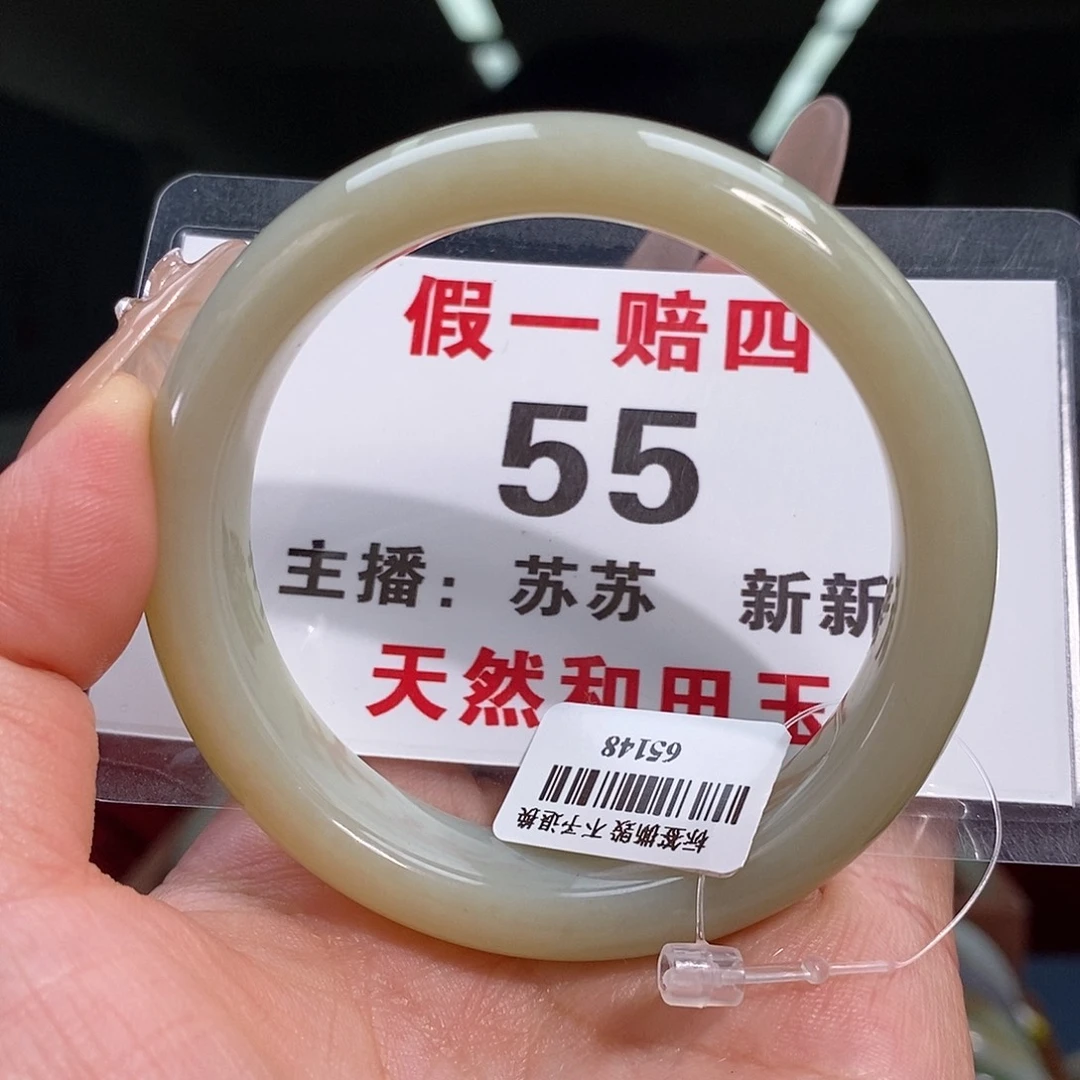 假一赔四
55
主播: 苏苏 新新
天然和田玉
65148
标签撕毁 不予退换